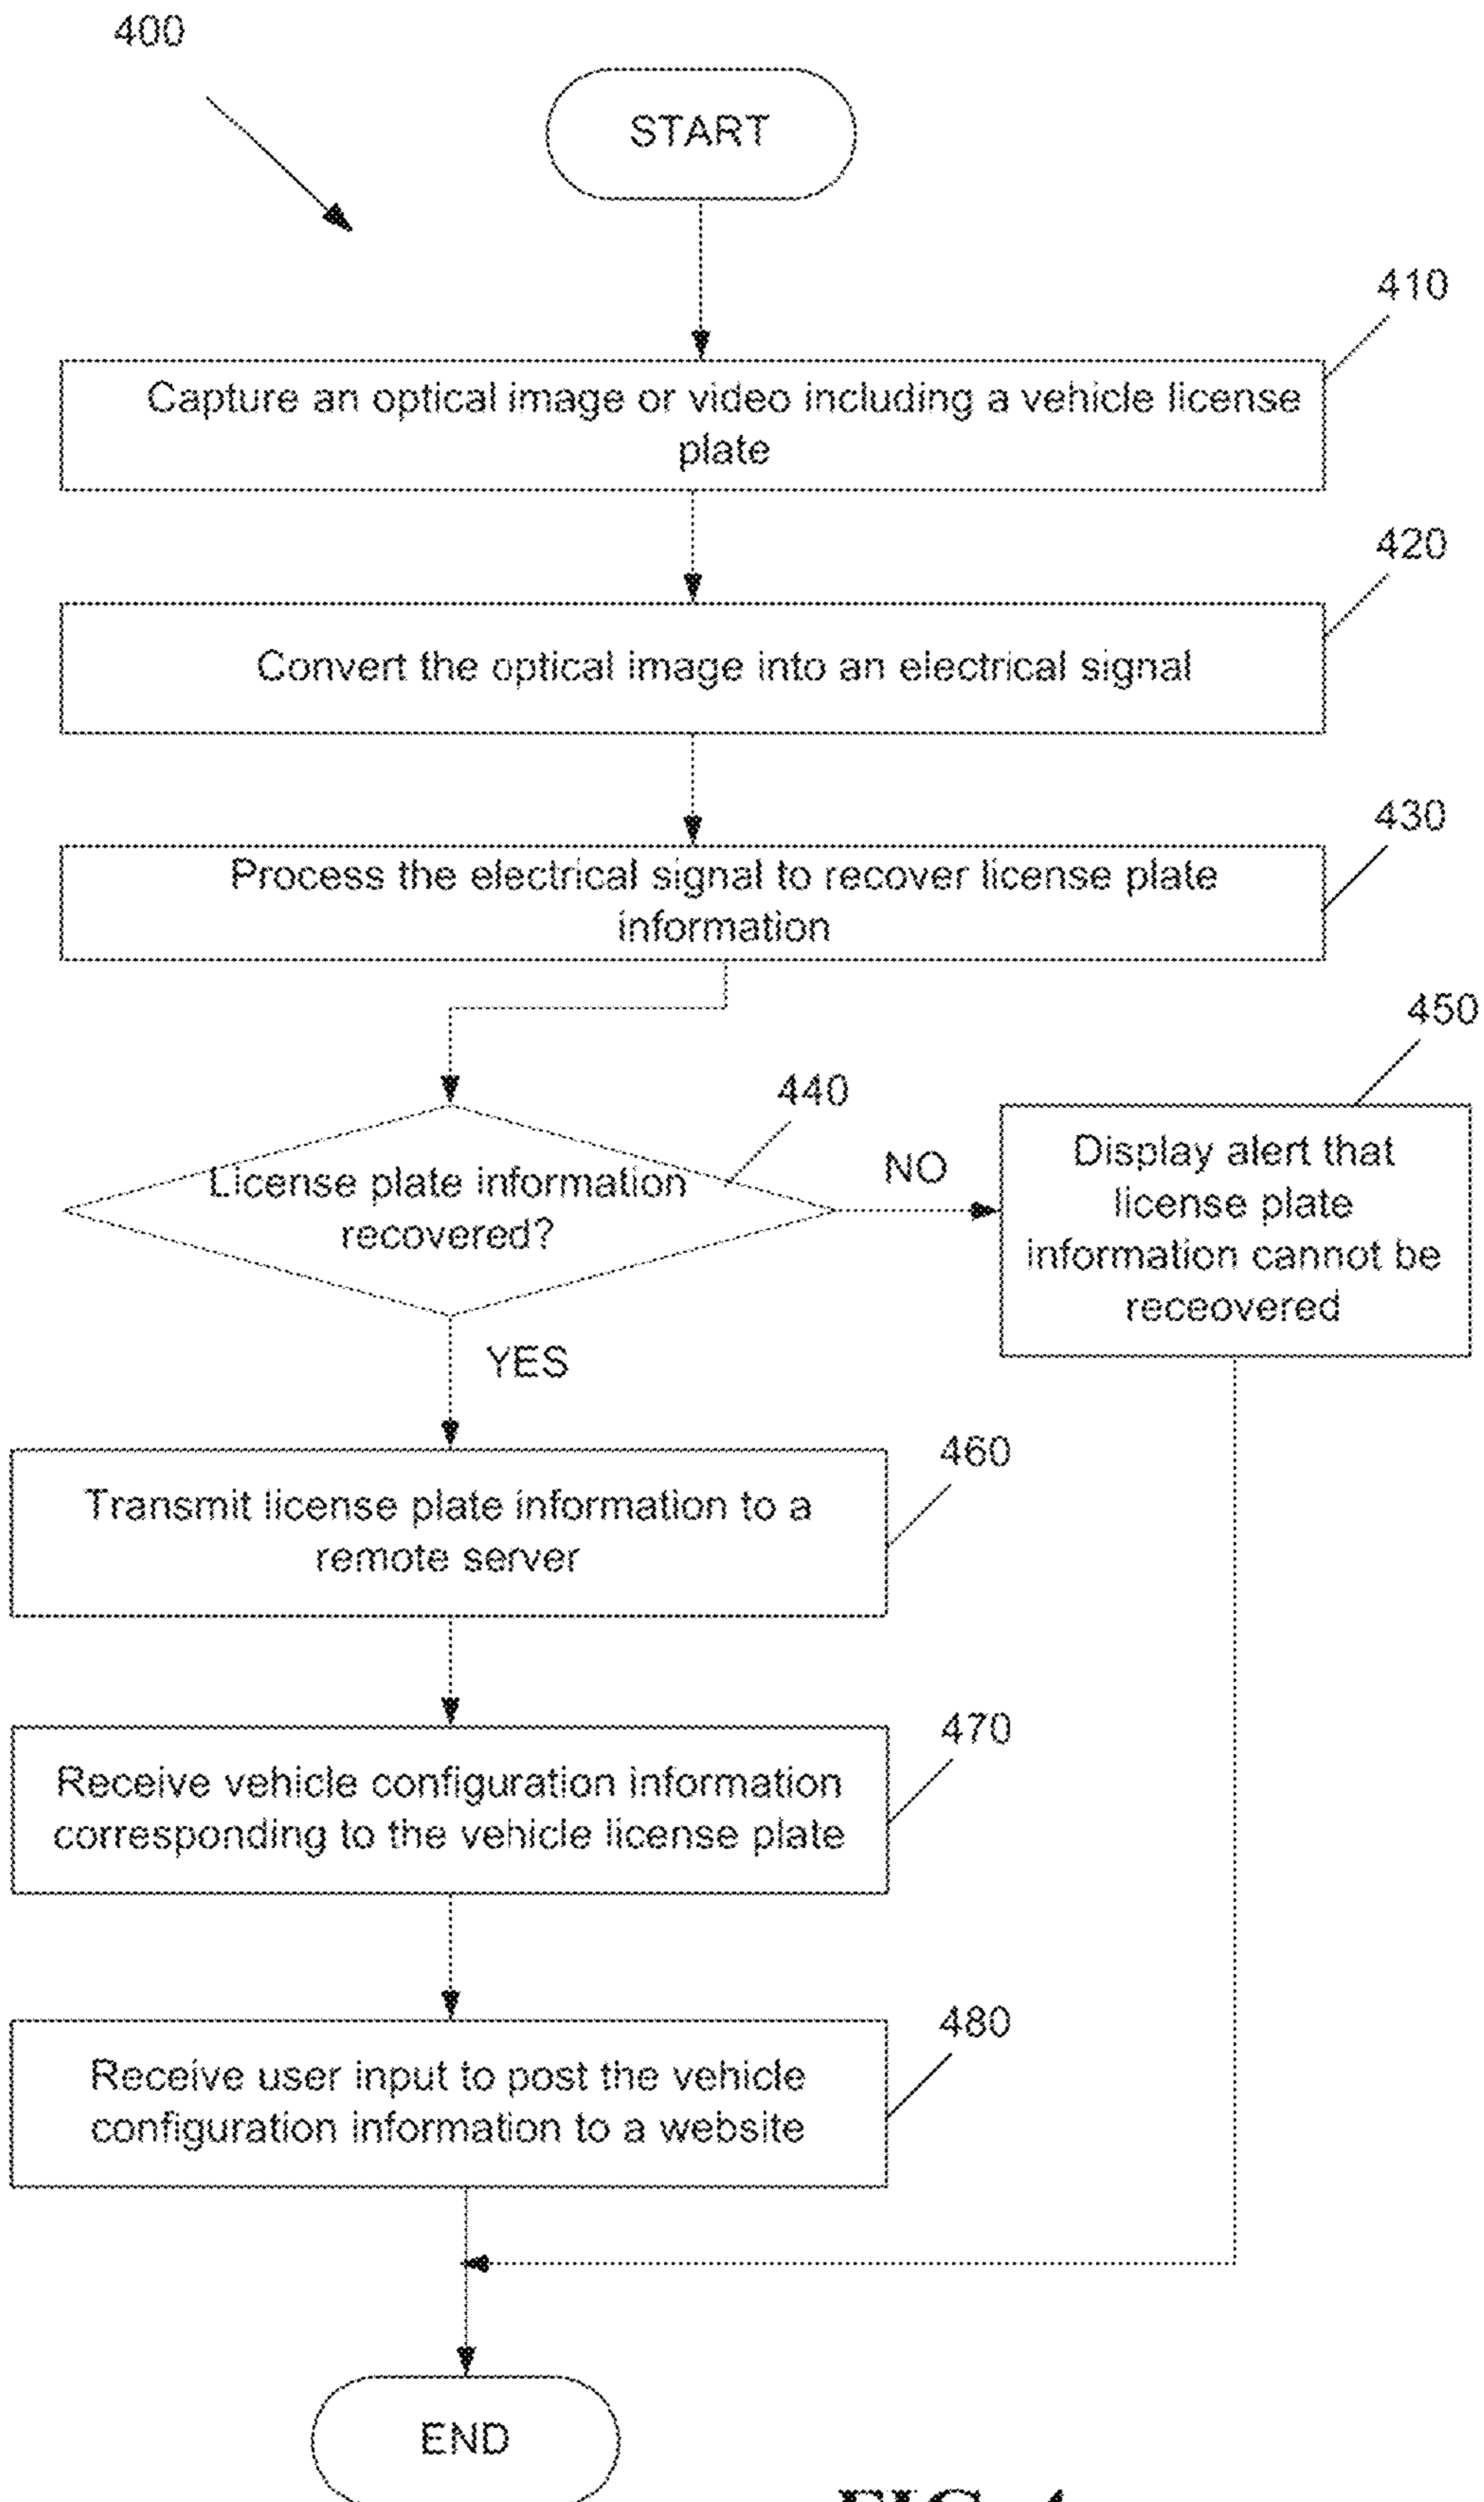 400
START
410
Capture an optical image or video including a vehicle license
plate
420
Convert the optical image into an electrical signal
430
Process the electrical signal to recover license plate
information
450
440
License plate information
recovered?
NO
Display alert that
license plate
information cannot be
receovered
YES
460
Transmit license plate information to a
remote server
470
Receive vehicle configuration information
corresponding to the vehicle license plate
480
Receive user input to post the vehicle
configuration information to a website
END